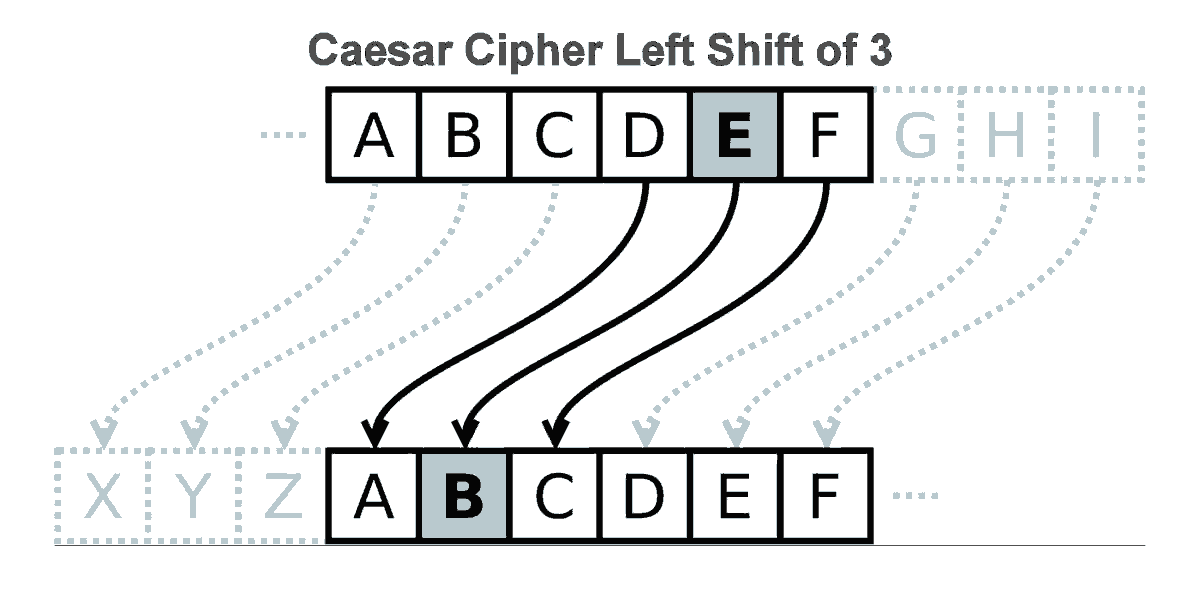 Caesar Cipher Left Shift of 3
..... A B C D E F G H I
X Y Z A B C D E F .....